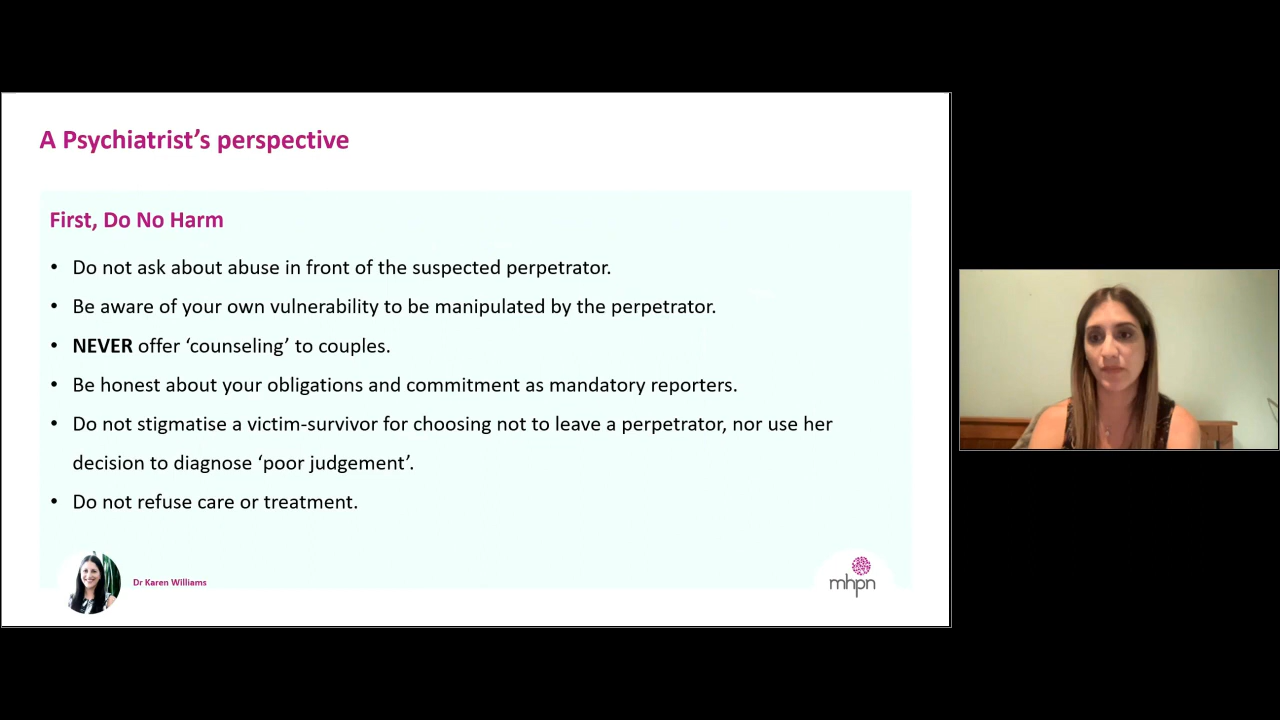 A Psychiatrist’s perspective
First, Do No Harm
• Do not ask about abuse in front of the suspected perpetrator.
• Be aware of your own vulnerability to be manipulated by the perpetrator.
• NEVER offer ‘counseling’ to couples.
• Be honest about your obligations and commitment as mandatory reporters.
• Do not stigmatise a victim-survivor for choosing not to leave a perpetrator, nor use her
decision to diagnose ‘poor judgement’.
• Do not refuse care or treatment.
Dr Karen Williams
mhpn